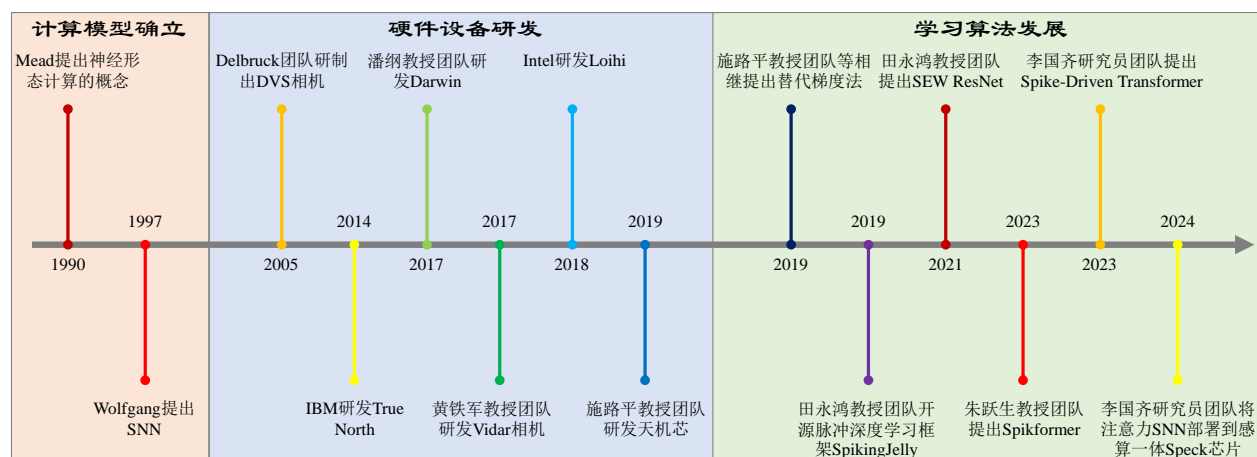 计算模型确立
硬件设备研发
学习算法发展
Mead提出神经形
态计算的概念
Delbruck团队研制
出DVS相机
潘纲教授团队研
发Darwin
Intel研发Loihi
施路平教授团队等相
继提出替代梯度法
田永鸿教授团队
提出SEW ResNet
李国齐研究员团队提出
Spike-Driven Transformer
1997
2014
2017
2019
2019
2023
2024
1990
2005
2017
2018
2019
2021
2023
Wolfgang提出
SNN
IBM研发True
North
黄铁军教授团队
研发Vidar相机
施路平教授团队
研发天机芯
田永鸿教授团队开
源脉冲深度学习框
架SpikingJelly
朱跃生教授团队
提出Spikformer
李国齐研究员团队将
注意力SNN部署到感
算一体Speck芯片